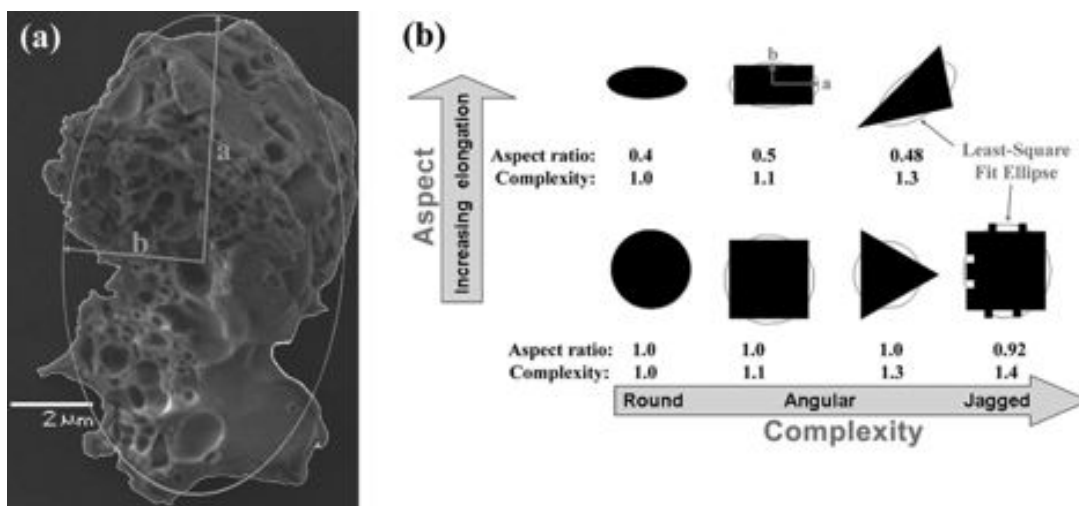 (a)
a
b
2 μm
(b)
Aspect
Increasing elongation
b
a
Aspect ratio: 0.4 0.5 0.48
Complexity: 1.0 1.1 1.3
Least-Square
Fit Ellipse
Aspect ratio: 1.0 1.0 1.0 0.92
Complexity: 1.0 1.1 1.3 1.4
Round Angular Jagged
Complexity